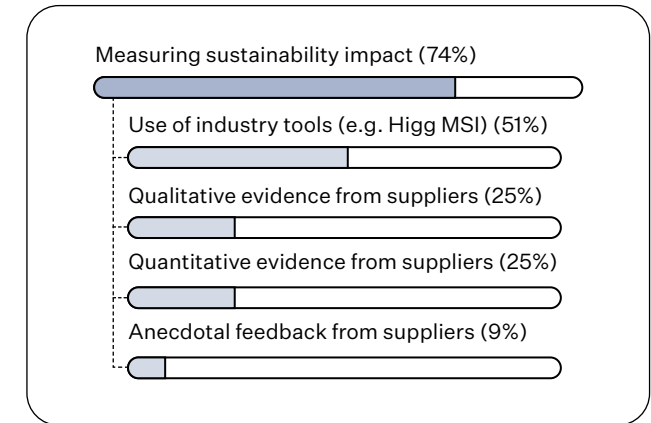 Measuring sustainability impact (74%)
Use of industry tools (e.g. Higg MSI) (51%)
Qualitative evidence from suppliers (25%)
Quantitative evidence from suppliers (25%)
Anecdotal feedback from suppliers (9%)